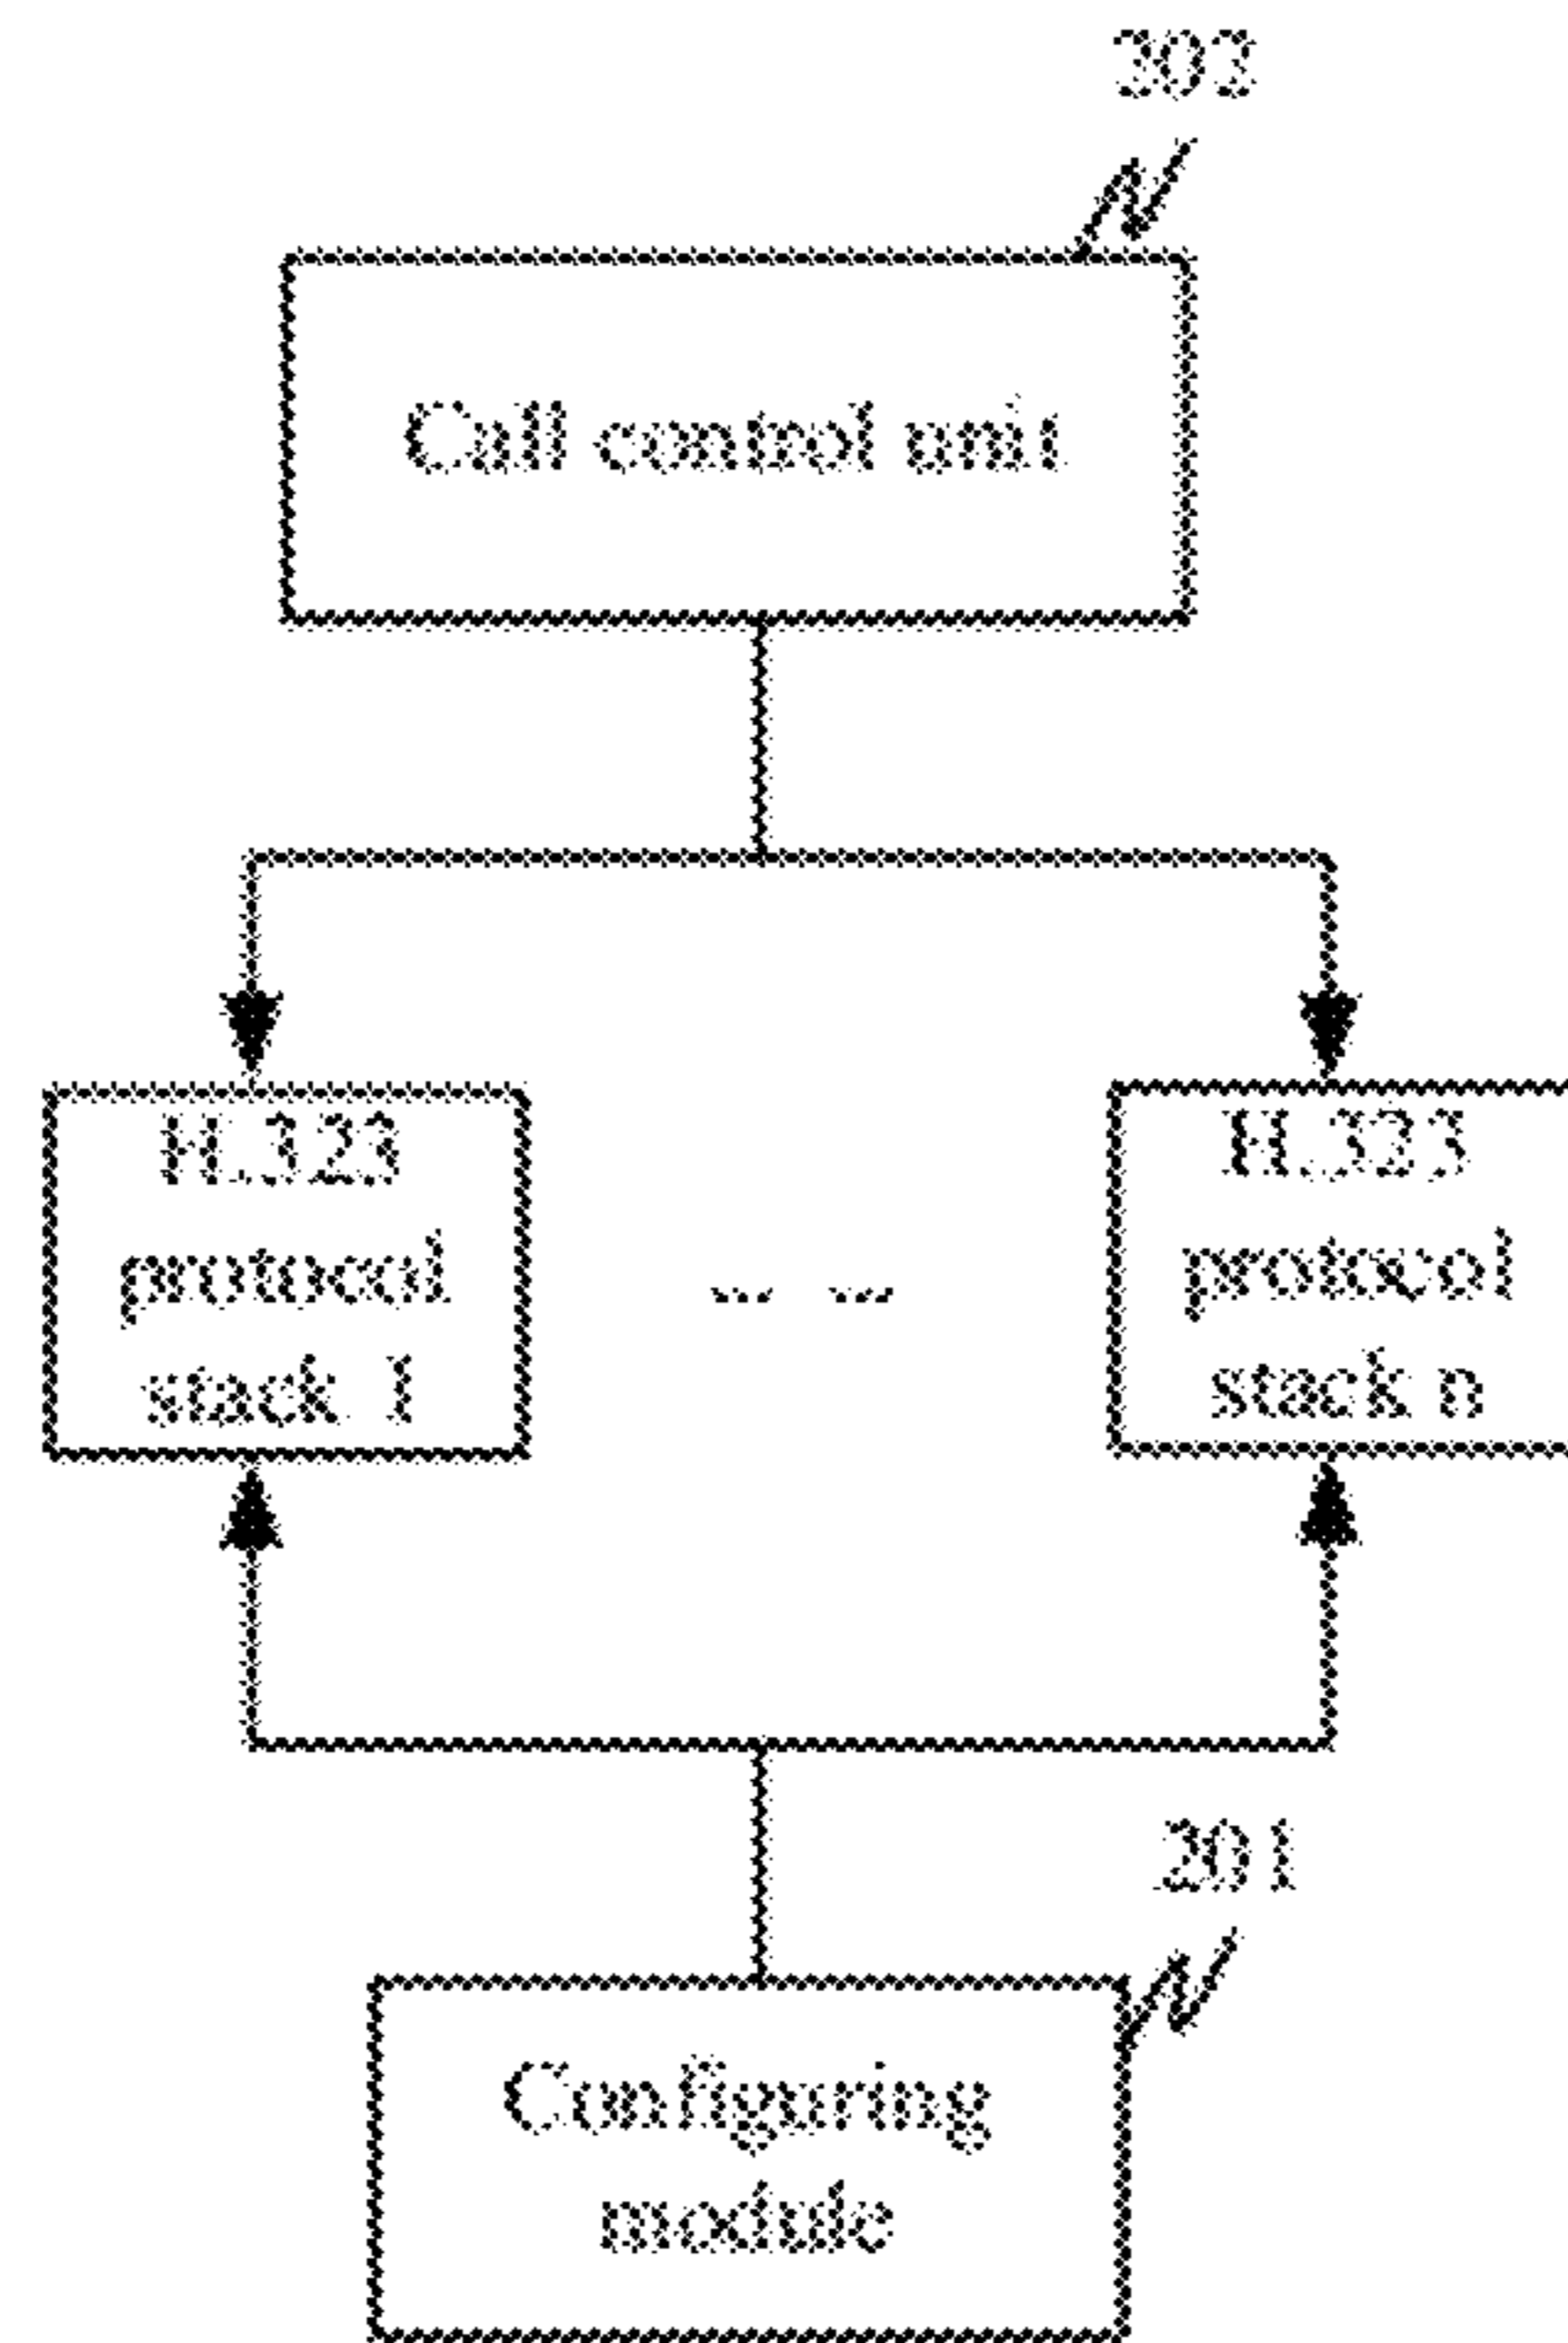 303
Call control unit
H.323
protocol
stack 1
... ...
H.323
protocol
stack n
201
Configuring
module